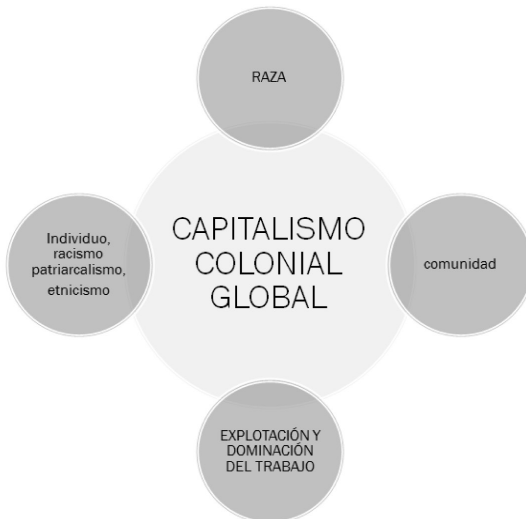 RAZA
Individuo,
racismo
patriarcalismo,
etnicismo
CAPITALISMO
COLONIAL
GLOBAL
comunidad
EXPLOTACIÓN Y
DOMINACIÓN
DEL TRABAJO